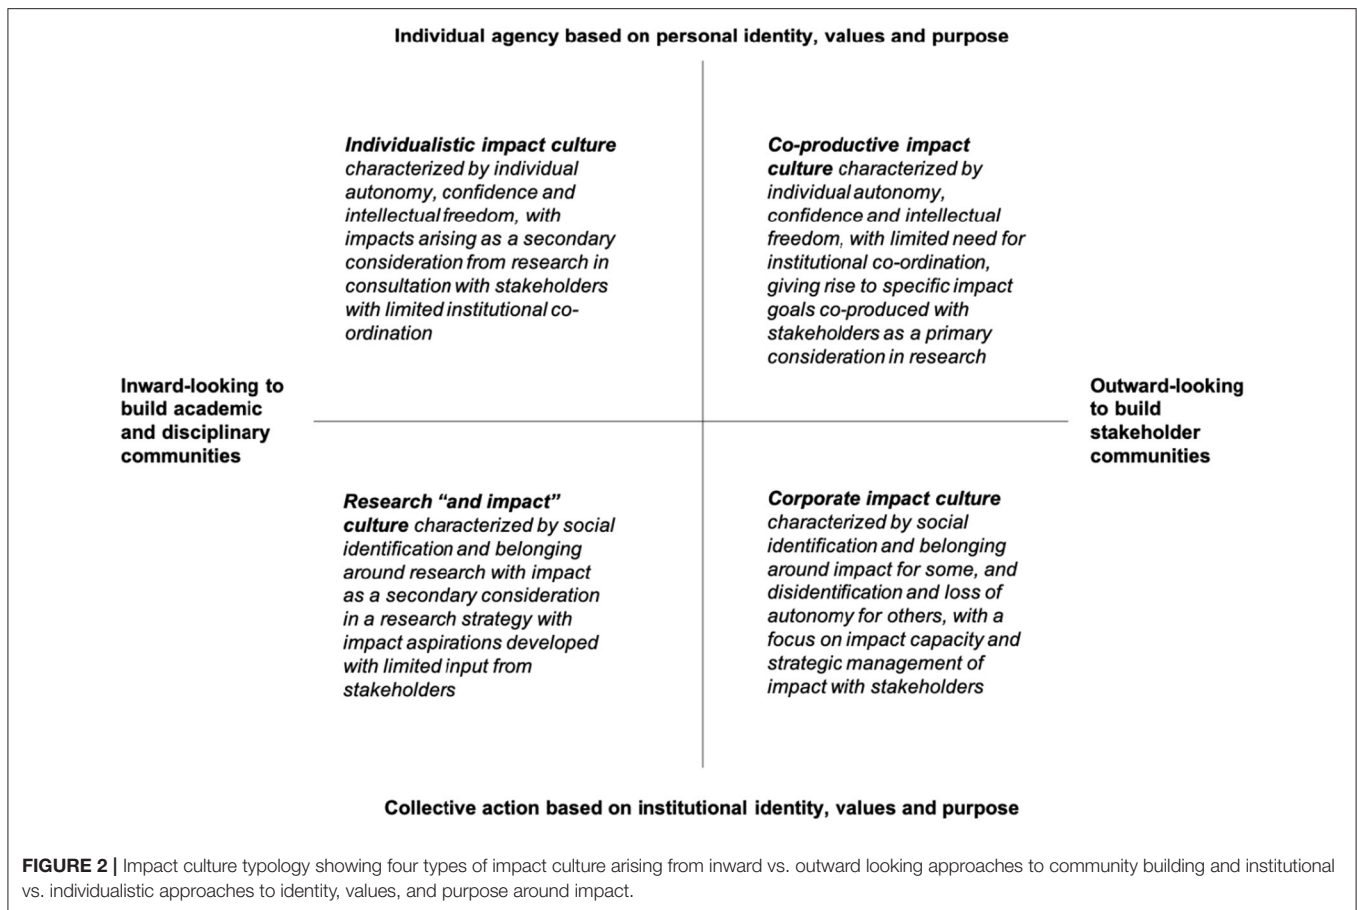 Individual agency based on personal identity, values and purpose
Individualistic impact culture
characterized by individual
autonomy, confidence and
intellectual freedom, with
impacts arising as a secondary
consideration from research in
consultation with stakeholders
with limited institutional co-
ordination
Co-productive impact
culture characterized by
individual autonomy,
confidence and intellectual
freedom, with limited need for
institutional co-ordination,
giving rise to specific impact
goals co-produced with
stakeholders as a primary
consideration in research
Inward-looking to
build academic
and disciplinary
communities
Outward-looking
to build
stakeholder
communities
Research “and impact”
culture characterized by social
identification and belonging
around research with impact
as a secondary consideration
in a research strategy with
impact aspirations developed
with limited input from
stakeholders
Corporate impact culture
characterized by social
identification and belonging
around impact for some, and
disidentification and loss of
autonomy for others, with a
focus on impact capacity and
strategic management of
impact with stakeholders
Collective action based on institutional identity, values and purpose
FIGURE 2 | Impact culture typology showing four types of impact culture arising from inward vs. outward looking approaches to community building and institutional
vs. individualistic approaches to identity, values, and purpose around impact.